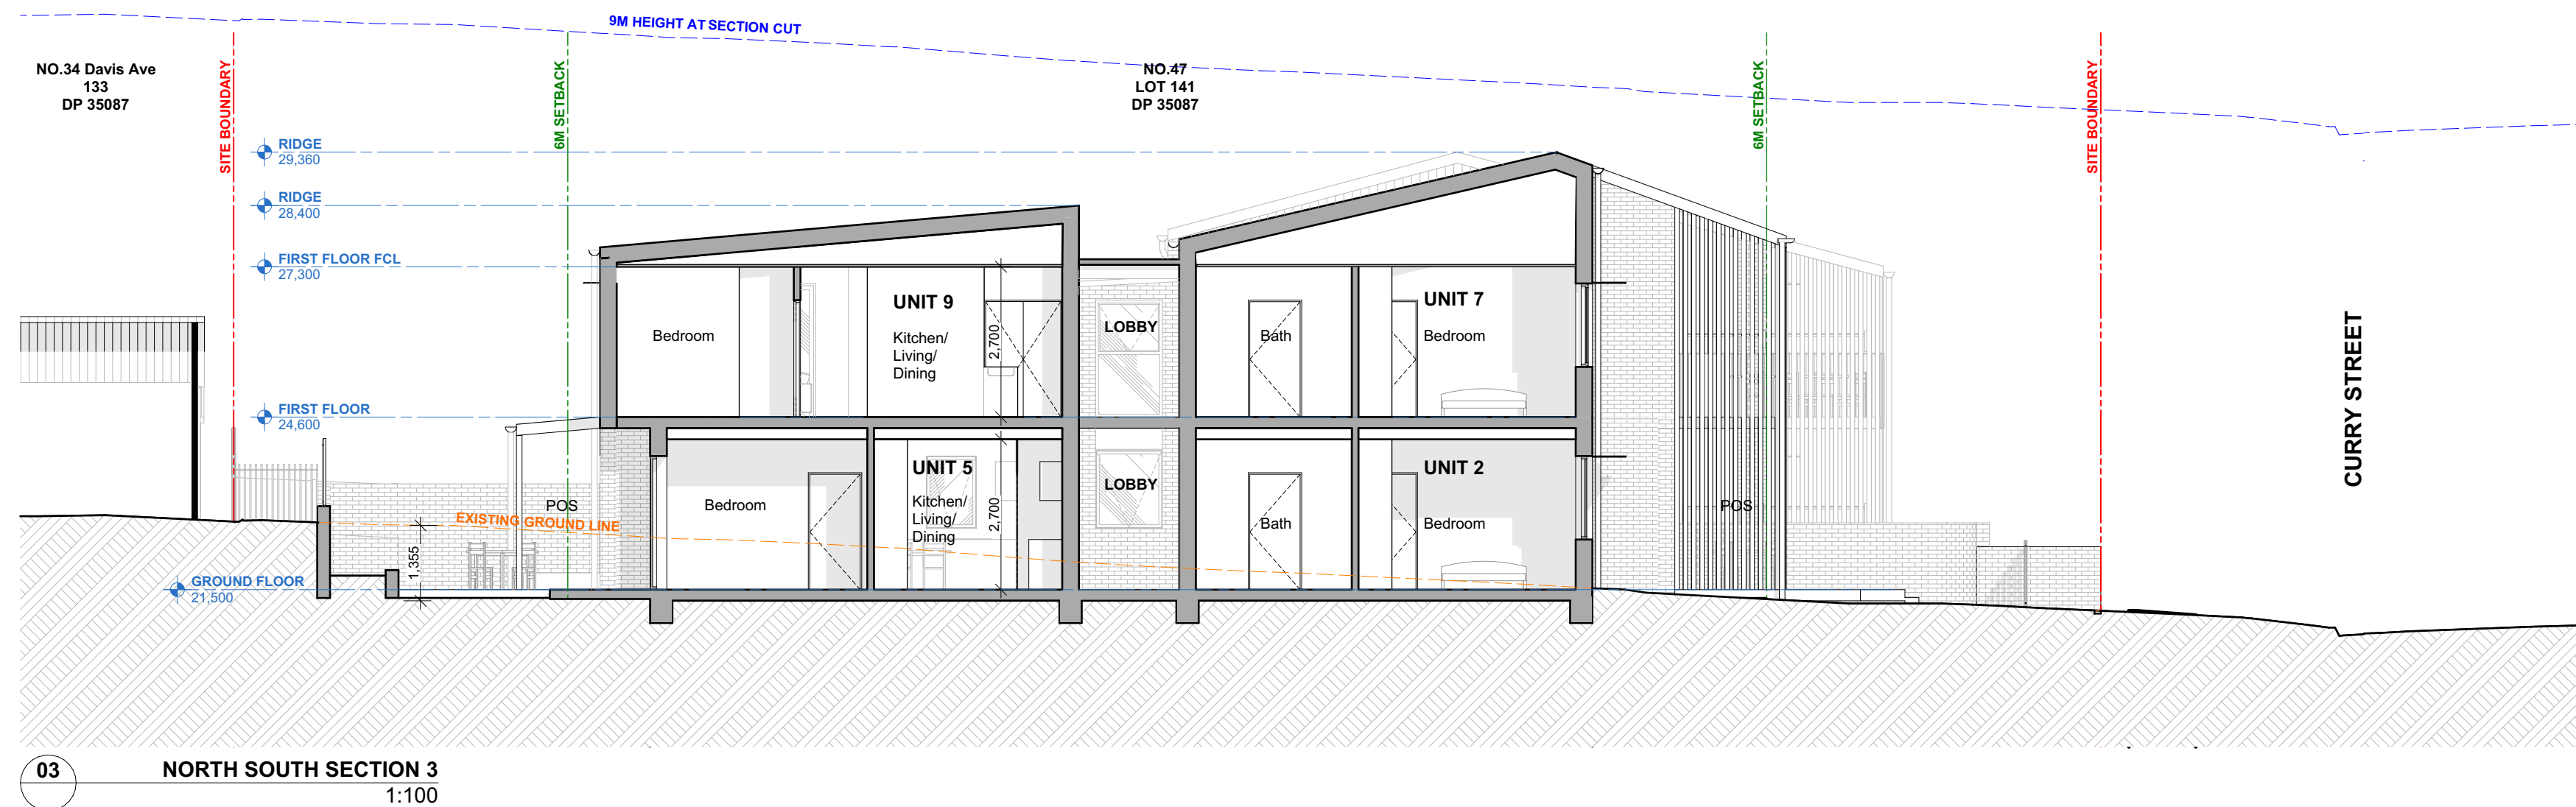 9M HEIGHT AT SECTION CUT
NO.34 Davis Ave
133
DP 35087
SITE BOUNDARY
6M SETBACK
NO.47
LOT 141
DP 35087
6M SETBACK
SITE BOUNDARY
RIDGE
29,360
RIDGE
28,400
FIRST FLOOR FCL
27,300
FIRST FLOOR
24,600
GROUND FLOOR
21,500
Bedroom
UNIT 9
Kitchen/
Living/
Dining
2,700
LOBBY
Bath
UNIT 7
Bedroom
CURRY STREET
POS
EXISTING GROUND LINE
1,355
Bedroom
UNIT 5
Kitchen/
Living/
Dining
2,700
LOBBY
Bath
UNIT 2
Bedroom
POS
03
NORTH SOUTH SECTION 3
1:100